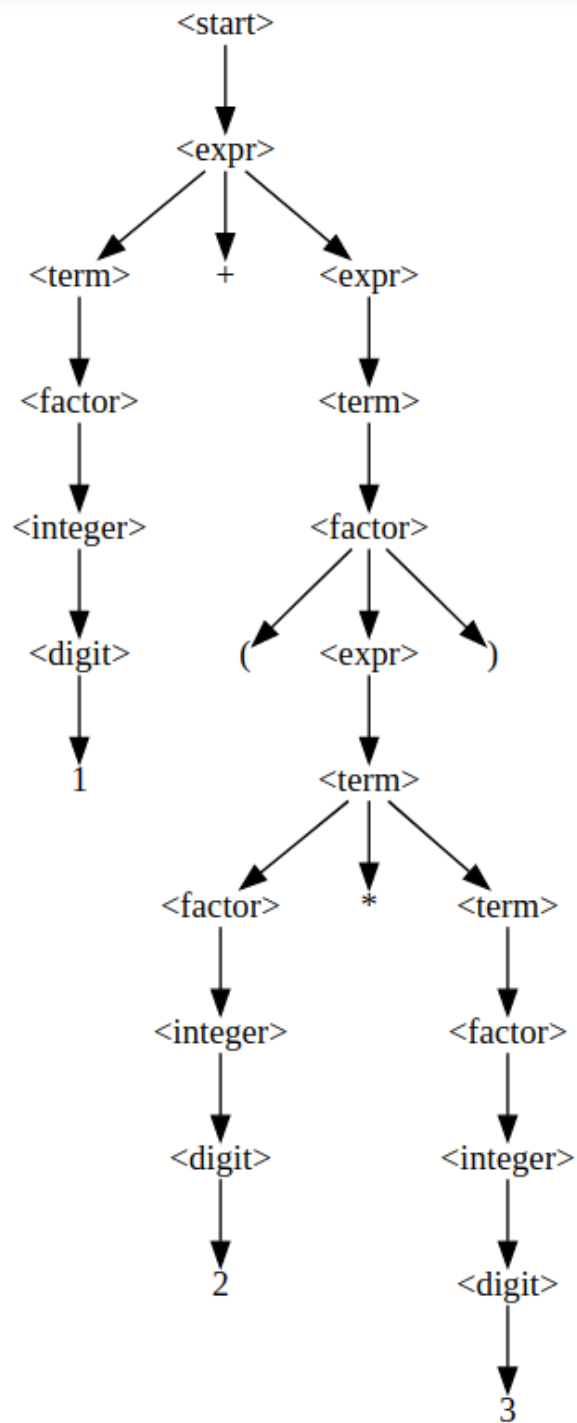 <start>
<expr>
<term> + <expr>
<factor> <term>
<integer> <factor>
<digit> ( <expr> )
1 <term>
<factor> * <term>
<integer> <factor>
<digit> <integer>
2 <digit>
3